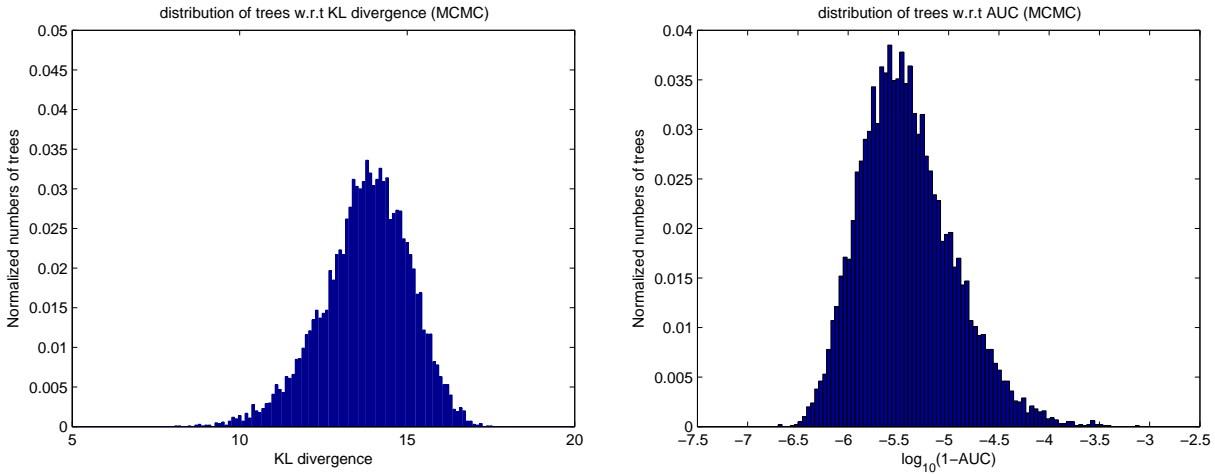 distribution of trees w.r.t KL divergence (MCMC)
0.05
0.045
0.04
0.035
0.03
0.025
0.02
0.015
0.01
0.005
0
Normalized numbers of trees
5 10 15 20
KL divergence
distribution of trees w.r.t AUC (MCMC)
0.04
0.035
0.03
0.025
0.02
0.015
0.01
0.005
0
Normalized numbers of trees
−7.5 −7 −6.5 −6 −5.5 −5 −4.5 −4 −3.5 −3 −2.5
log10(1−AUC)